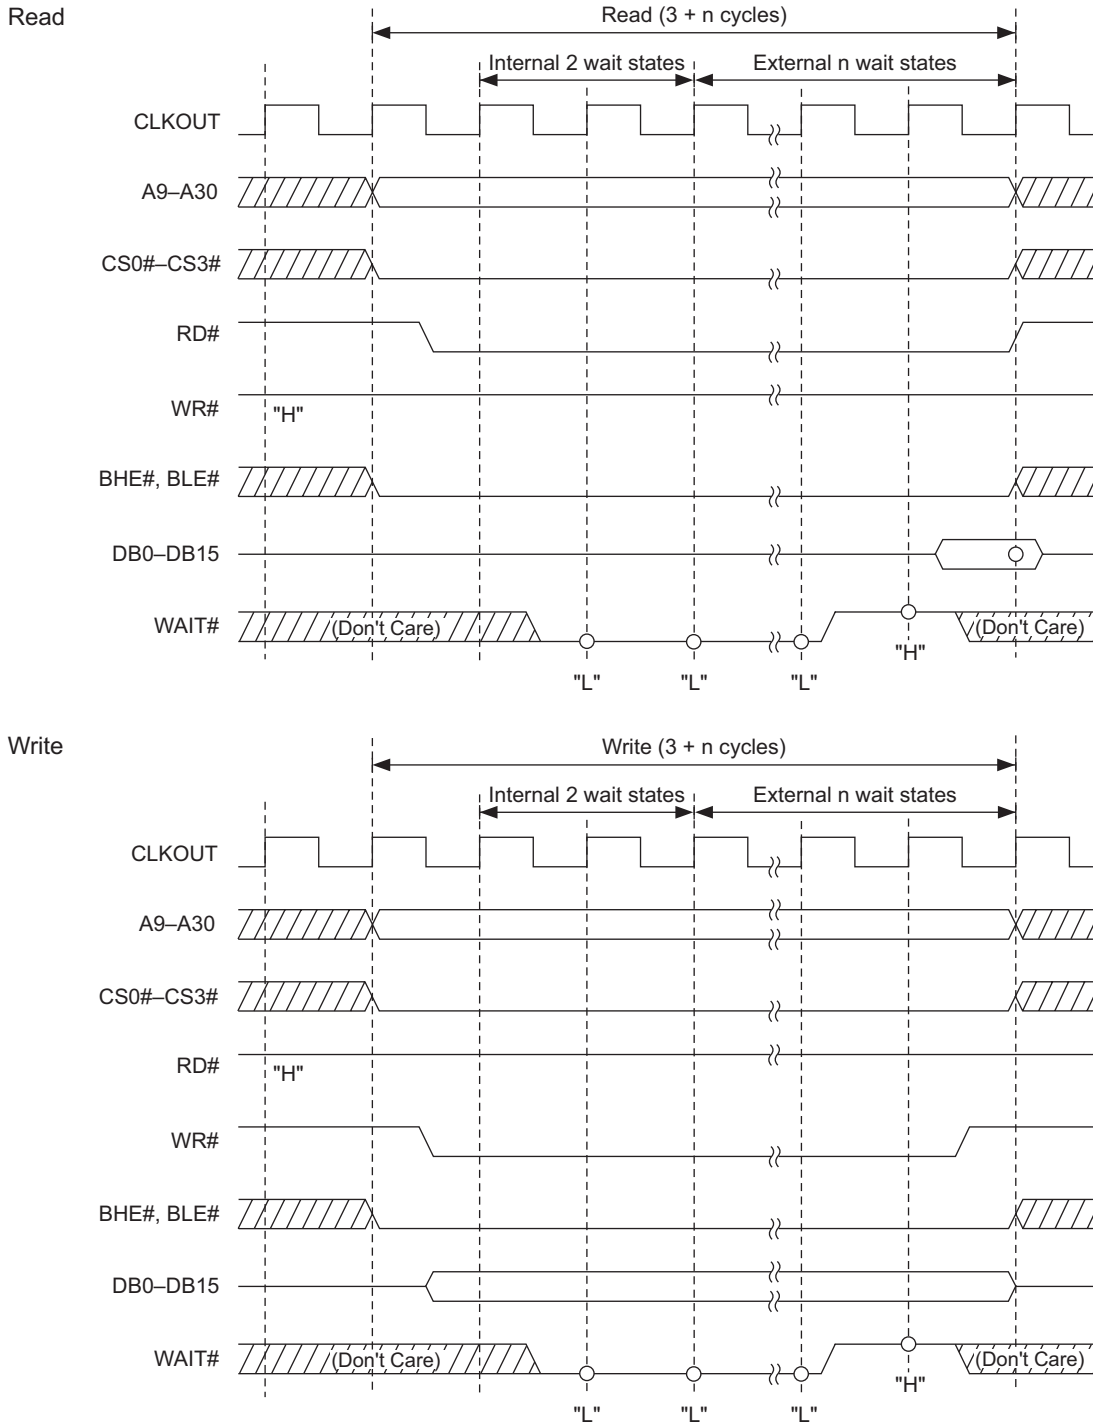 Read
Read (3 + n cycles)
Internal 2 wait states External n wait states
CLKOUT
A9–A30
CS0#–CS3#
RD#
WR# "H"
BHE#, BLE#
DB0–DB15
WAIT# (Don't Care) (Don't Care)
"L" "L" "L" "H"
Write
Write (3 + n cycles)
Internal 2 wait states External n wait states
CLKOUT
A9–A30
CS0#–CS3#
RD# "H"
WR#
BHE#, BLE#
DB0–DB15
WAIT# (Don't Care) (Don't Care)
"L" "L" "L" "H"